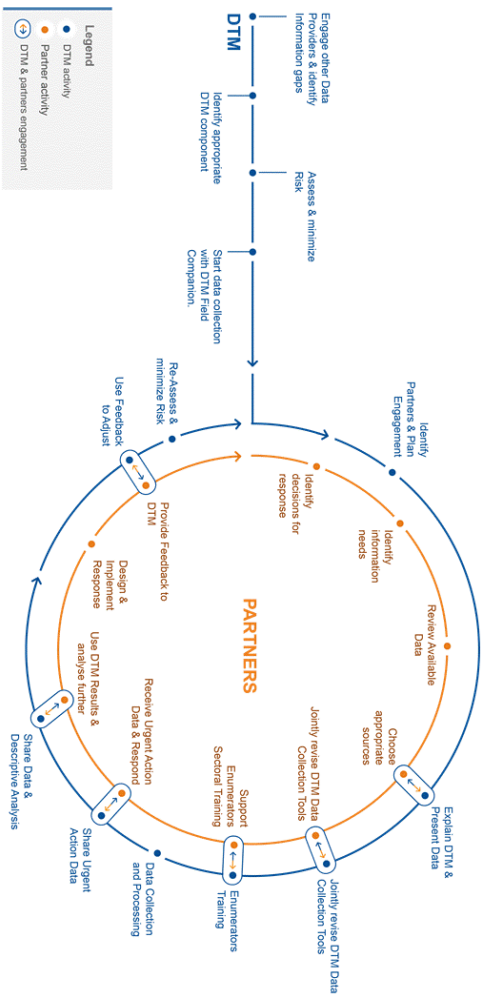 Engage other Data
Providers & identify
Information gaps
DTM
Identify appropriate
DTM component
Assess & minimize
Risk
Start data collection
with DTM Field
Companion.
Identify
Partners & Plan
Engagement
Explain DTM &
Present Data
Jointly revise DTM Data
Collection Tools
Enumerators
Training
Data Collection
and Processing
Share Urgent
Action Data
Share Data &
Descriptive Analysis
Use Feedback
to Adjust
Re-Assess &
minimize Risk
PARTNERS
Identify
decisions for
response
Identify
information
needs
Review Available
Data
Choose
appropriate
sources
Jointly revise DTM Data
Collection Tools
Support
Enumerators
Sectoral Training
Receive Urgent Action
Data & Respond
Use DTM Results &
analyse further
Design &
Implement
Response
Provide Feedback to
DTM
Legend
DTM activity
Partner activity
DTM & partners engagement